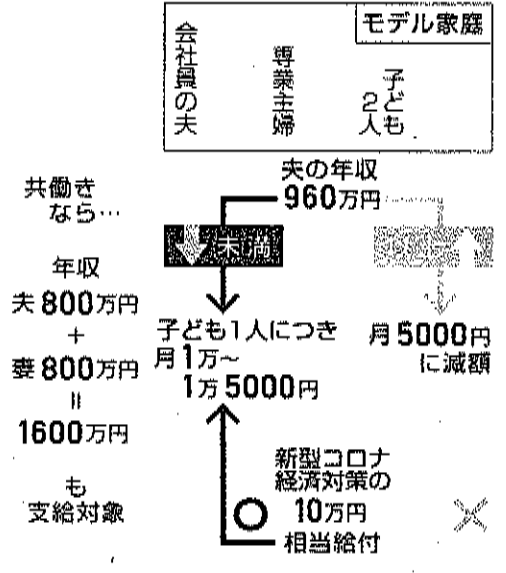 モデル家庭
会社員の夫
専業主婦
子ども
2人
夫の年収
960万円
未満
共働き
なら…
年収
夫800万円
+
妻800万円
=
1600万円
も
支給対象
子ども1人につき
月1万~
1万5000円
月5000円
に減額
新型コロナ
経済対策の
10万円
相当給付